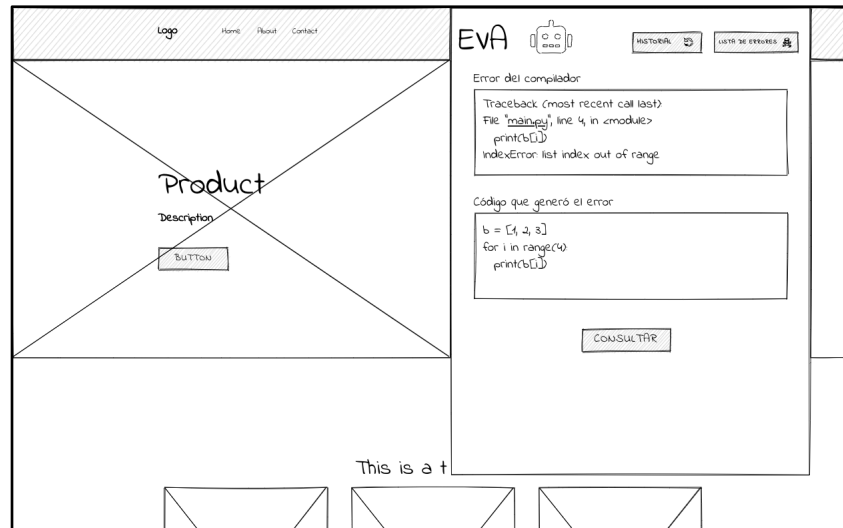 Logo
Home About Contact
Product
Description
BUTTON
This is a t
EVA
HISTORIAL
LISTA DE ERRORES
Error del compilador
Traceback (most recent call last)
File "main.py", line 4, in <module>
print(b[i])
IndexError list index out of range
Código que generó el error
b = [1, 2, 3]
for i in range(4)
print(b[i])
CONSULTAR